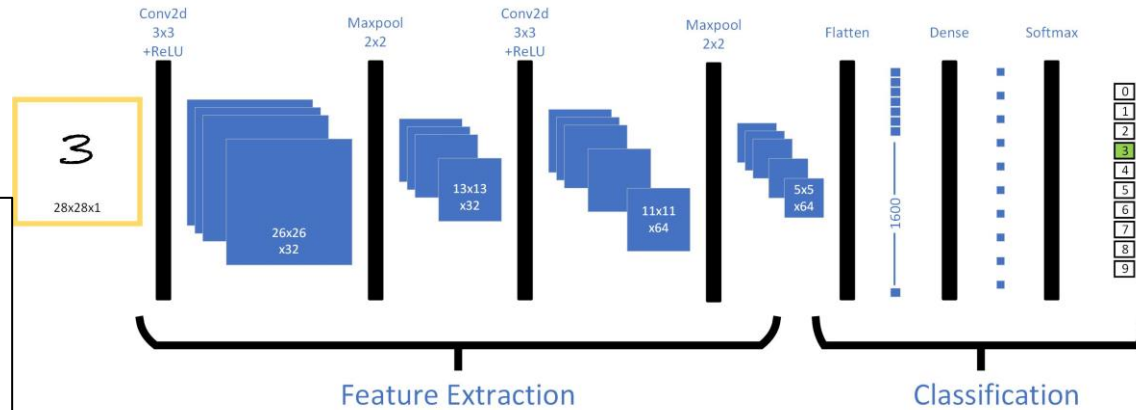 Conv2d
3x3
+ReLU
Maxpool
2x2
Conv2d
3x3
+ReLU
Maxpool
2x2
Flatten
Dense
Softmax
3
28x28x1
26x26
x32
13x13
x32
11x11
x64
5x5
x64
1600
0
1
2
3
4
5
6
7
8
9
Feature Extraction
Classification